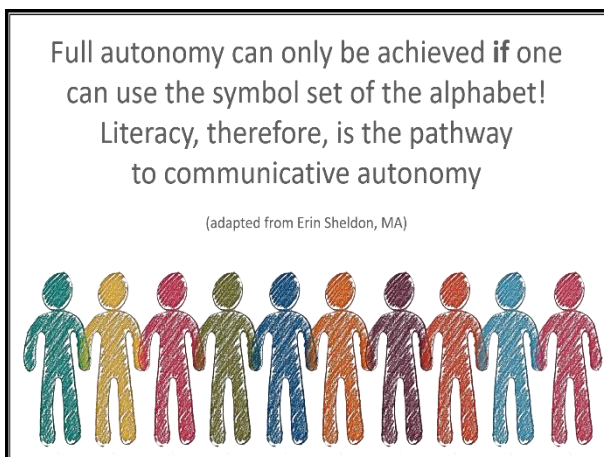 Full autonomy can only be achieved if one
can use the symbol set of the alphabet!
Literacy, therefore, is the pathway
to communicative autonomy
(adapted from Erin Sheldon, MA)